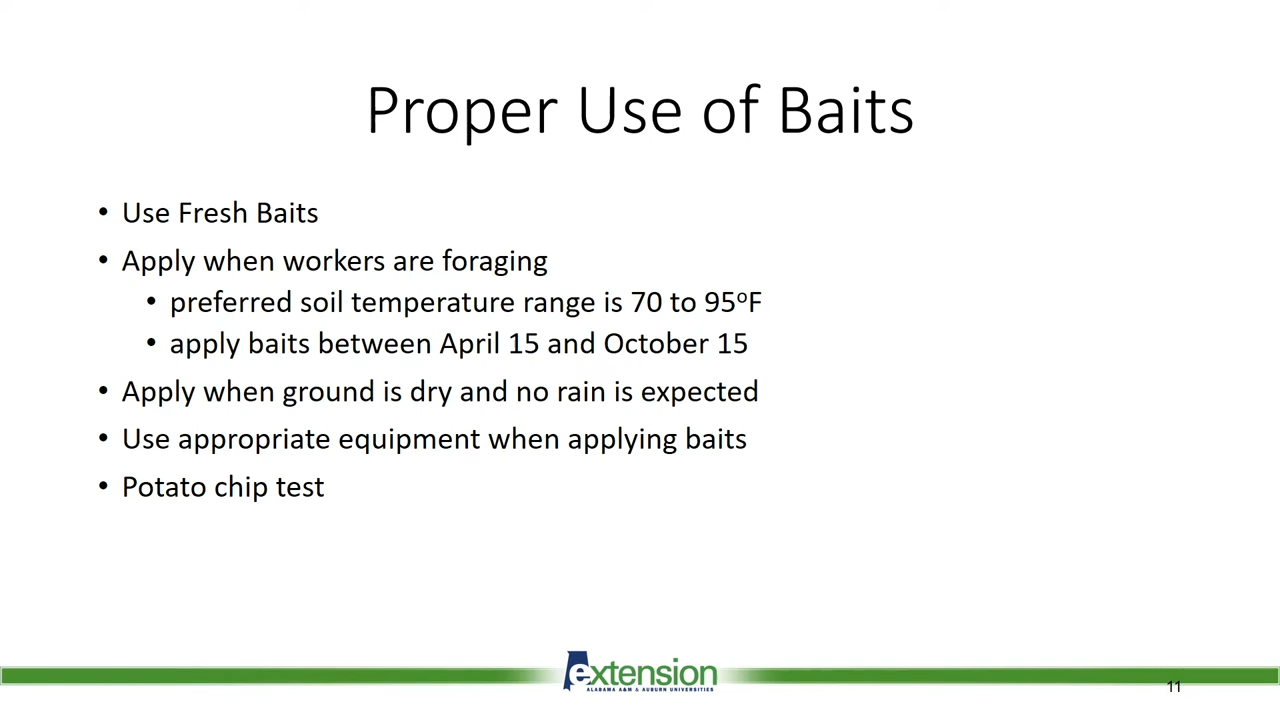 Proper Use of Baits
• Use Fresh Baits
• Apply when workers are foraging
• preferred soil temperature range is 70 to 95ºF
• apply baits between April 15 and October 15
• Apply when ground is dry and no rain is expected
• Use appropriate equipment when applying baits
• Potato chip test
extension
ALABAMA A&M & AUBURN UNIVERSITIES
11